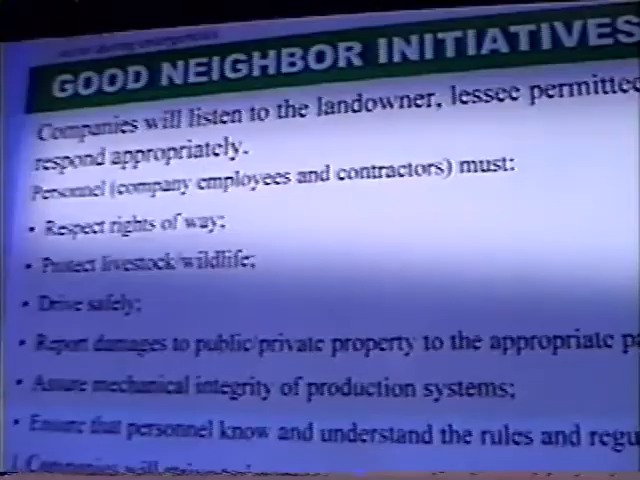 GOOD NEIGHBOR INITIATIVES
Companies will listen to the landowner, lessee permitted
respond appropriately.
Personnel (company employees and contractors) must:
• Respect rights of way;
• Protect livestock/wildlife;
• Drive safely;
• Report damages to public/private property to the appropriate
• Assure mechanical integrity of production systems;
• Ensure that personnel know and understand the rules and regu
Companies will